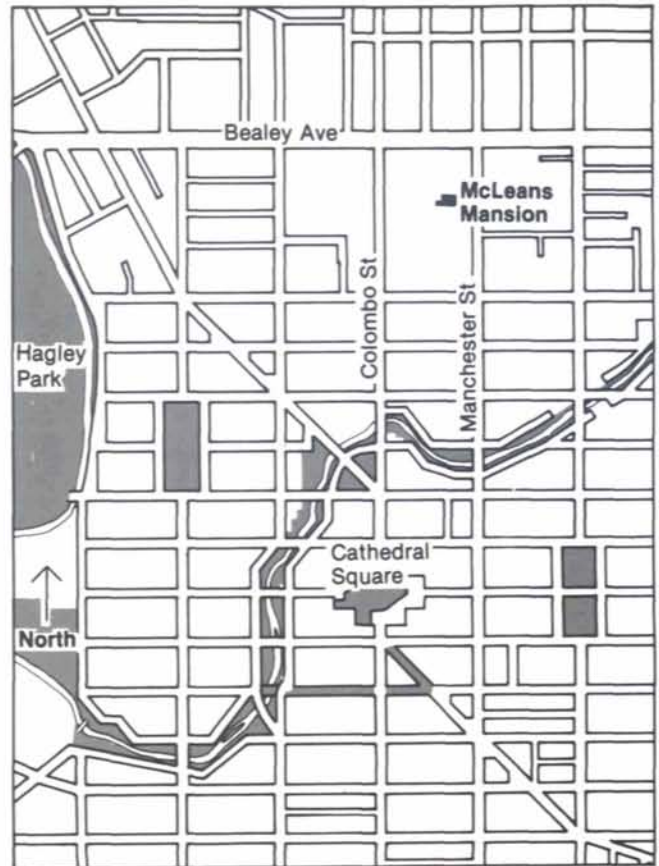 Bealey Ave
McLeans
Mansion
Colombo St
Manchester St
Hagley
Park
Cathedral
Square
North